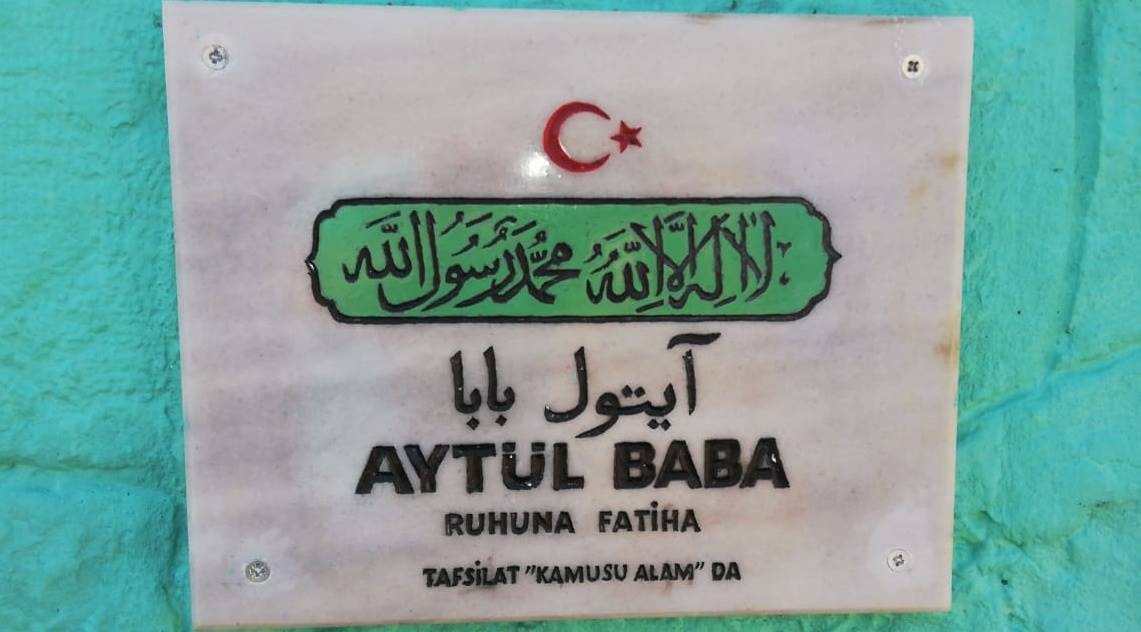 لا اله الا الله محمد رسول الله
آيتول بابا
AYTÜL BABA
RUHUNA FATİHA
TAFSİLAT "KAMUSU ALAM" DA